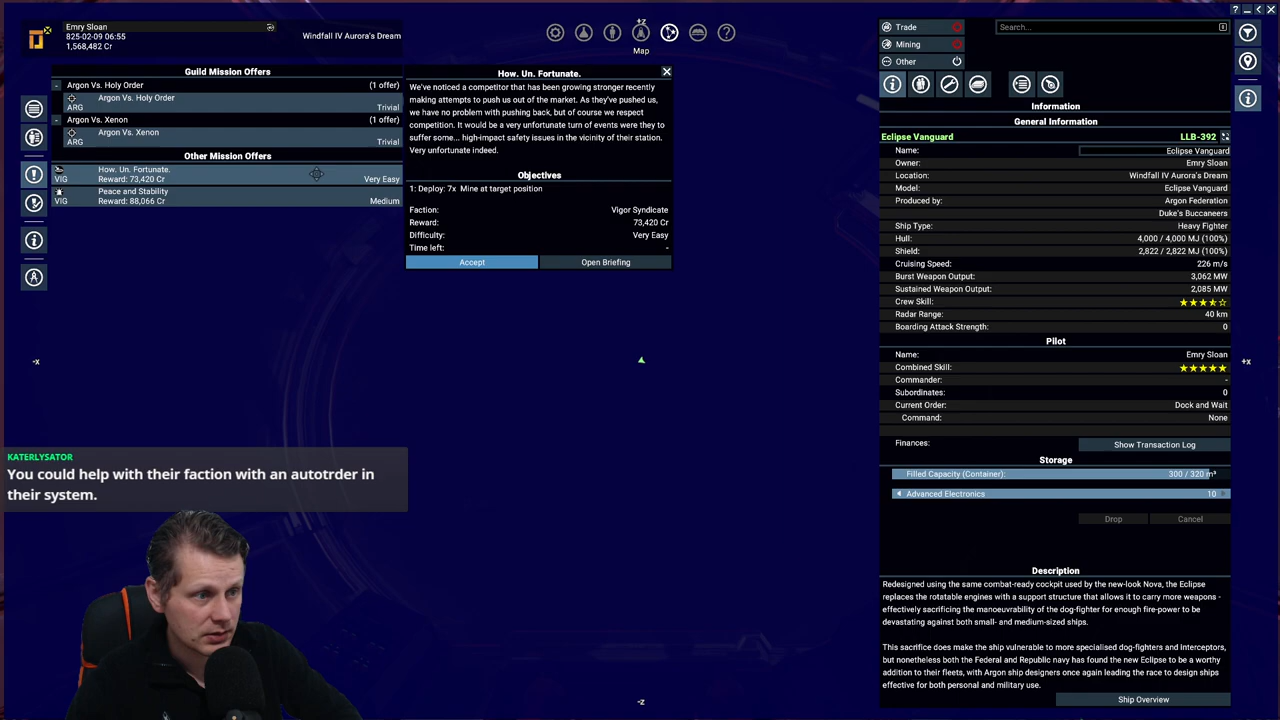 Emry Sloan
825-02-09 06:55
1,568,482 Cr
Windfall IV Aurora's Dream
+Z
Map
Guild Mission Offers
Argon Vs. Holy Order (1 offer)
Argon Vs. Holy Order
ARG Trivial
Argon Vs. Xenon (1 offer)
Argon Vs. Xenon
ARG Trivial
Other Mission Offers
How. Un. Fortunate.
VIG Reward: 73,420 Cr Very Easy
Peace and Stability
VIG Reward: 88,066 Cr Medium
How. Un. Fortunate.
We've noticed a competitor that has been growing stronger recently
making attempts to push us out of the market. As they've pushed us,
we have no problem with pushing back, but of course we respect
competition. It would be a very unfortunate turn of events were they to
suffer some... high-impact safety issues in the vicinity of their station.
Very unfortunate indeed.
Objectives
1: Deploy: 7x Mine at target position
Faction: Vigor Syndicate
Reward: 73,420 Cr
Difficulty: Very Easy
Time left: -
Accept Open Briefing
-X
+X
-Z
KATERLYSATOR
You could help with their faction with an autotrder in
their system.
Trade
Mining
Other
Search...
Information
General Information
Eclipse Vanguard LLB-392
Name: Eclipse Vanguard
Owner: Emry Sloan
Location: Windfall IV Aurora's Dream
Model: Eclipse Vanguard
Produced by: Argon Federation
Duke's Buccaneers
Ship Type: Heavy Fighter
Hull: 4,000 / 4,000 MJ (100%)
Shield: 2,822 / 2,822 MJ (100%)
Cruising Speed: 226 m/s
Burst Weapon Output: 3,062 MW
Sustained Weapon Output: 2,085 MW
Crew Skill: ★★★⯪☆
Radar Range: 40 km
Boarding Attack Strength: 0
Pilot
Name: Emry Sloan
Combined Skill: ★★★★★
Commander: -
Subordinates: 0
Current Order: Dock and Wait
Command: None
Finances: Show Transaction Log
Storage
Filled Capacity (Container): 300 / 320 m³
Advanced Electronics 10
Drop Cancel
Description
Redesigned using the same combat-ready cockpit used by the new-look Nova, the Eclipse
replaces the rotatable engines with a support structure that allows it to carry more weapons -
effectively sacrificing the manoeuvrability of the dog-fighter for enough fire-power to be
devastating against both small- and medium-sized ships.
This sacrifice does make the ship vulnerable to more specialised dog-fighters and Interceptors,
but nonetheless both the Federal and Republic navy has found the new Eclipse to be a worthy
addition to their fleets, with Argon ship designers once again leading the race to design ships
effective for both personal and military use.
Ship Overview